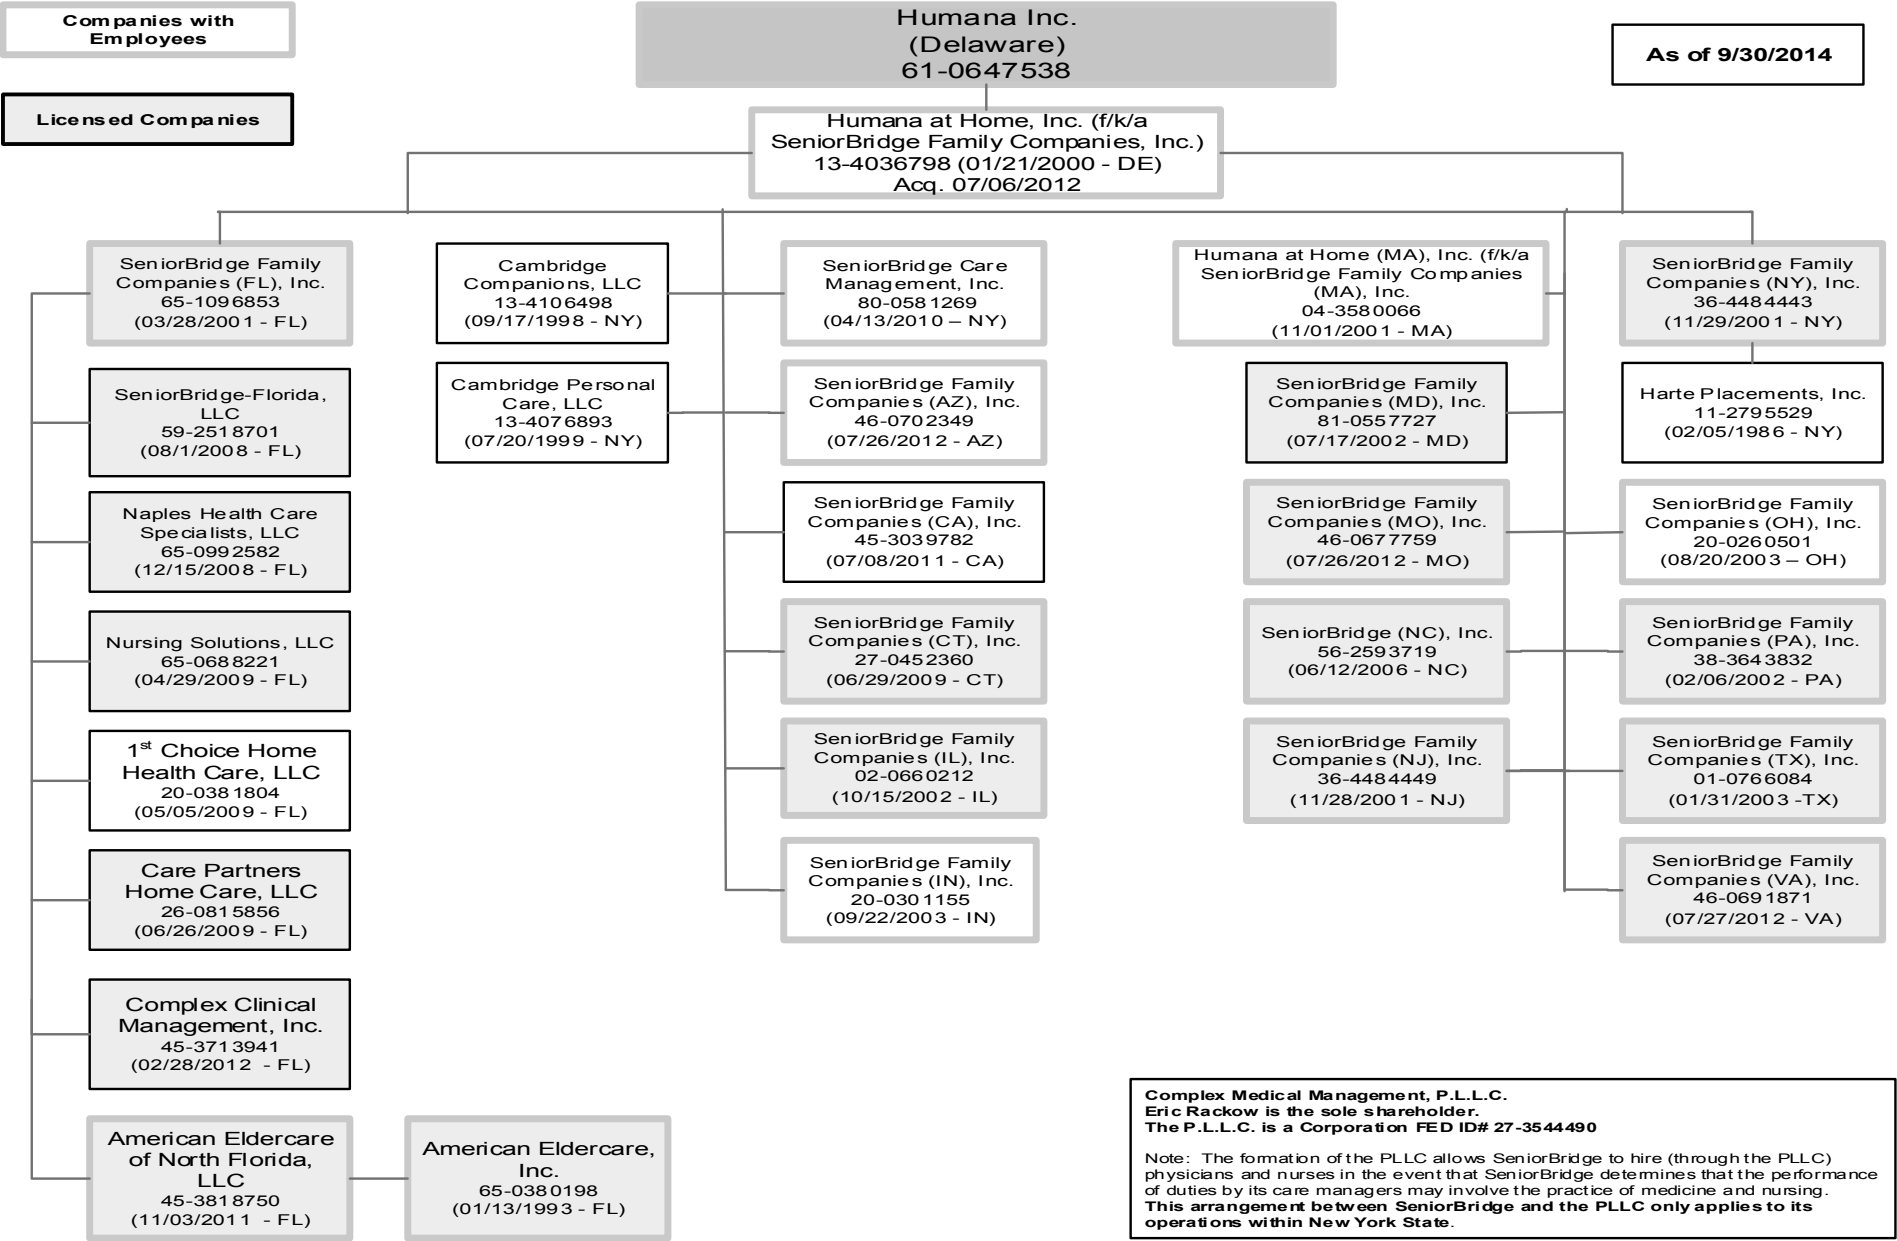 Companies with
Employees
Licensed Companies
Humana Inc.
(Delaware)
61-0647538
As of 9/30/2014
Humana at Home, Inc. (f/k/a
SeniorBridge Family Companies, Inc.)
13-4036798 (01/21/2000 - DE)
Acq. 07/06/2012
SeniorBridge Family
Companies (FL), Inc.
65-1096853
(03/28/2001 - FL)
SeniorBridge-Florida,
LLC
59-2518701
(08/1/2008 - FL)
Naples Health Care
Specialists, LLC
65-0992582
(12/15/2008 - FL)
Nursing Solutions, LLC
65-0688221
(04/29/2009 - FL)
1st Choice Home
Health Care, LLC
20-0381804
(05/05/2009 - FL)
Care Partners
Home Care, LLC
26-0815856
(06/26/2009 - FL)
Complex Clinical
Management, Inc.
45-3713941
(02/28/2012 - FL)
American Eldercare
of North Florida,
LLC
45-3818750
(11/03/2011 - FL)
American Eldercare,
Inc.
65-0380198
(01/13/1993 - FL)
Cambridge
Companions, LLC
13-4106498
(09/17/1998 - NY)
Cambridge Personal
Care, LLC
13-4076893
(07/20/1999 - NY)
SeniorBridge Care
Management, Inc.
80-0581269
(04/13/2010 – NY)
SeniorBridge Family
Companies (AZ), Inc.
46-0702349
(07/26/2012 - AZ)
SeniorBridge Family
Companies (CA), Inc.
45-3039782
(07/08/2011 - CA)
SeniorBridge Family
Companies (CT), Inc.
27-0452360
(06/29/2009 - CT)
SeniorBridge Family
Companies (IL), Inc.
02-0660212
(10/15/2002 - IL)
SeniorBridge Family
Companies (IN), Inc.
20-0301155
(09/22/2003 - IN)
Humana at Home (MA), Inc. (f/k/a
SeniorBridge Family Companies
(MA), Inc.
04-3580066
(11/01/2001 - MA)
SeniorBridge Family
Companies (MD), Inc.
81-0557727
(07/17/2002 - MD)
SeniorBridge Family
Companies (MO), Inc.
46-0677759
(07/26/2012 - MO)
SeniorBridge (NC), Inc.
56-2593719
(06/12/2006 - NC)
SeniorBridge Family
Companies (NJ), Inc.
36-4484449
(11/28/2001 - NJ)
SeniorBridge Family
Companies (NY), Inc.
36-4484443
(11/29/2001 - NY)
Harte Placements, Inc.
11-2795529
(02/05/1986 - NY)
SeniorBridge Family
Companies (OH), Inc.
20-0260501
(08/20/2003 – OH)
SeniorBridge Family
Companies (PA), Inc.
38-3643832
(02/06/2002 - PA)
SeniorBridge Family
Companies (TX), Inc.
01-0766084
(01/31/2003 -TX)
SeniorBridge Family
Companies (VA), Inc.
46-0691871
(07/27/2012 - VA)
Complex Medical Management, P.L.L.C.
Eric Rackow is the sole shareholder.
The P.L.L.C. is a Corporation FED ID# 27-3544490
Note: The formation of the PLLC allows SeniorBridge to hire (through the PLLC)
physicians and nurses in the event that SeniorBridge determines that the performance
of duties by its care managers may involve the practice of medicine and nursing.
This arrangement between SeniorBridge and the PLLC only applies to its
operations within New York State.